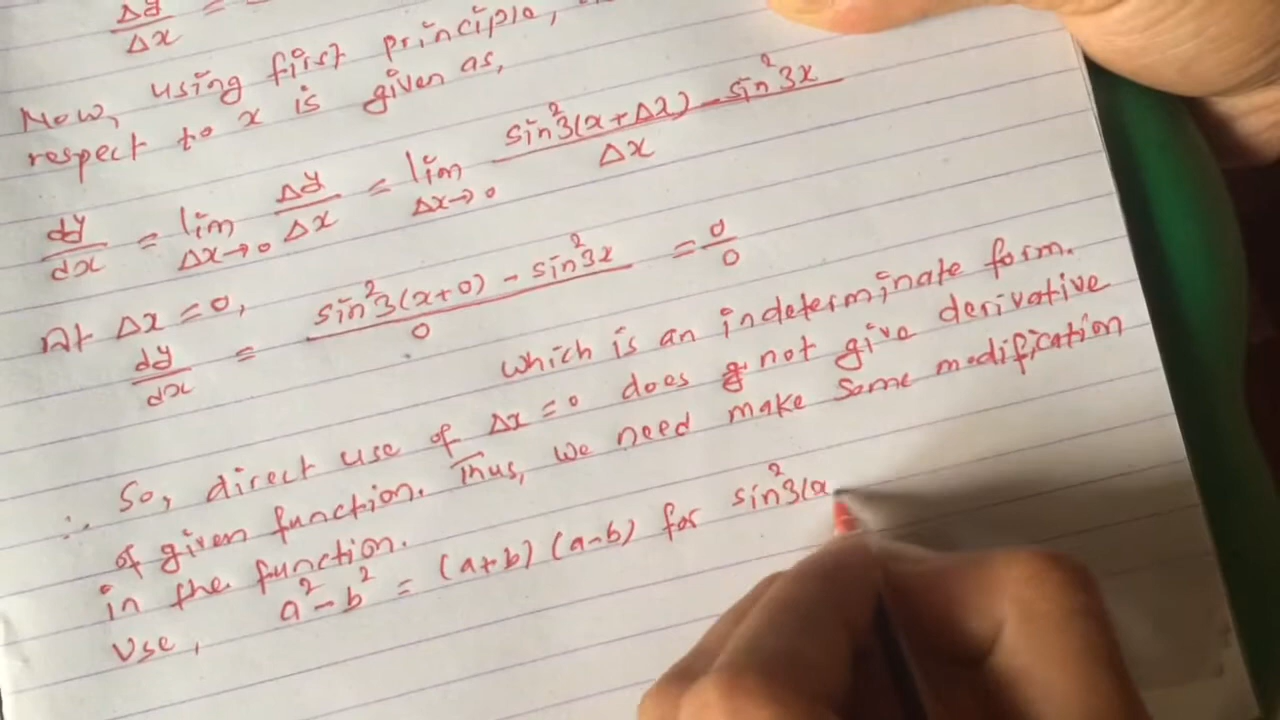 Δy/Δx =
Now, using first principle,
respect to x is given as,
dy/dx = lim Δx→0 Δy/Δx = lim Δx→0 (sin²3(x+Δx) - sin²3x)/Δx
At Δx = 0,
dy/dx = (sin²3(x+0) - sin²3x)/0 = 0/0
which is an indeterminate form.
∴ So, direct use of Δx = 0 does not give derivative
of given function. Thus, we need make some modification
in the function.
Use, a² - b² = (a+b) (a-b) for sin²3(x